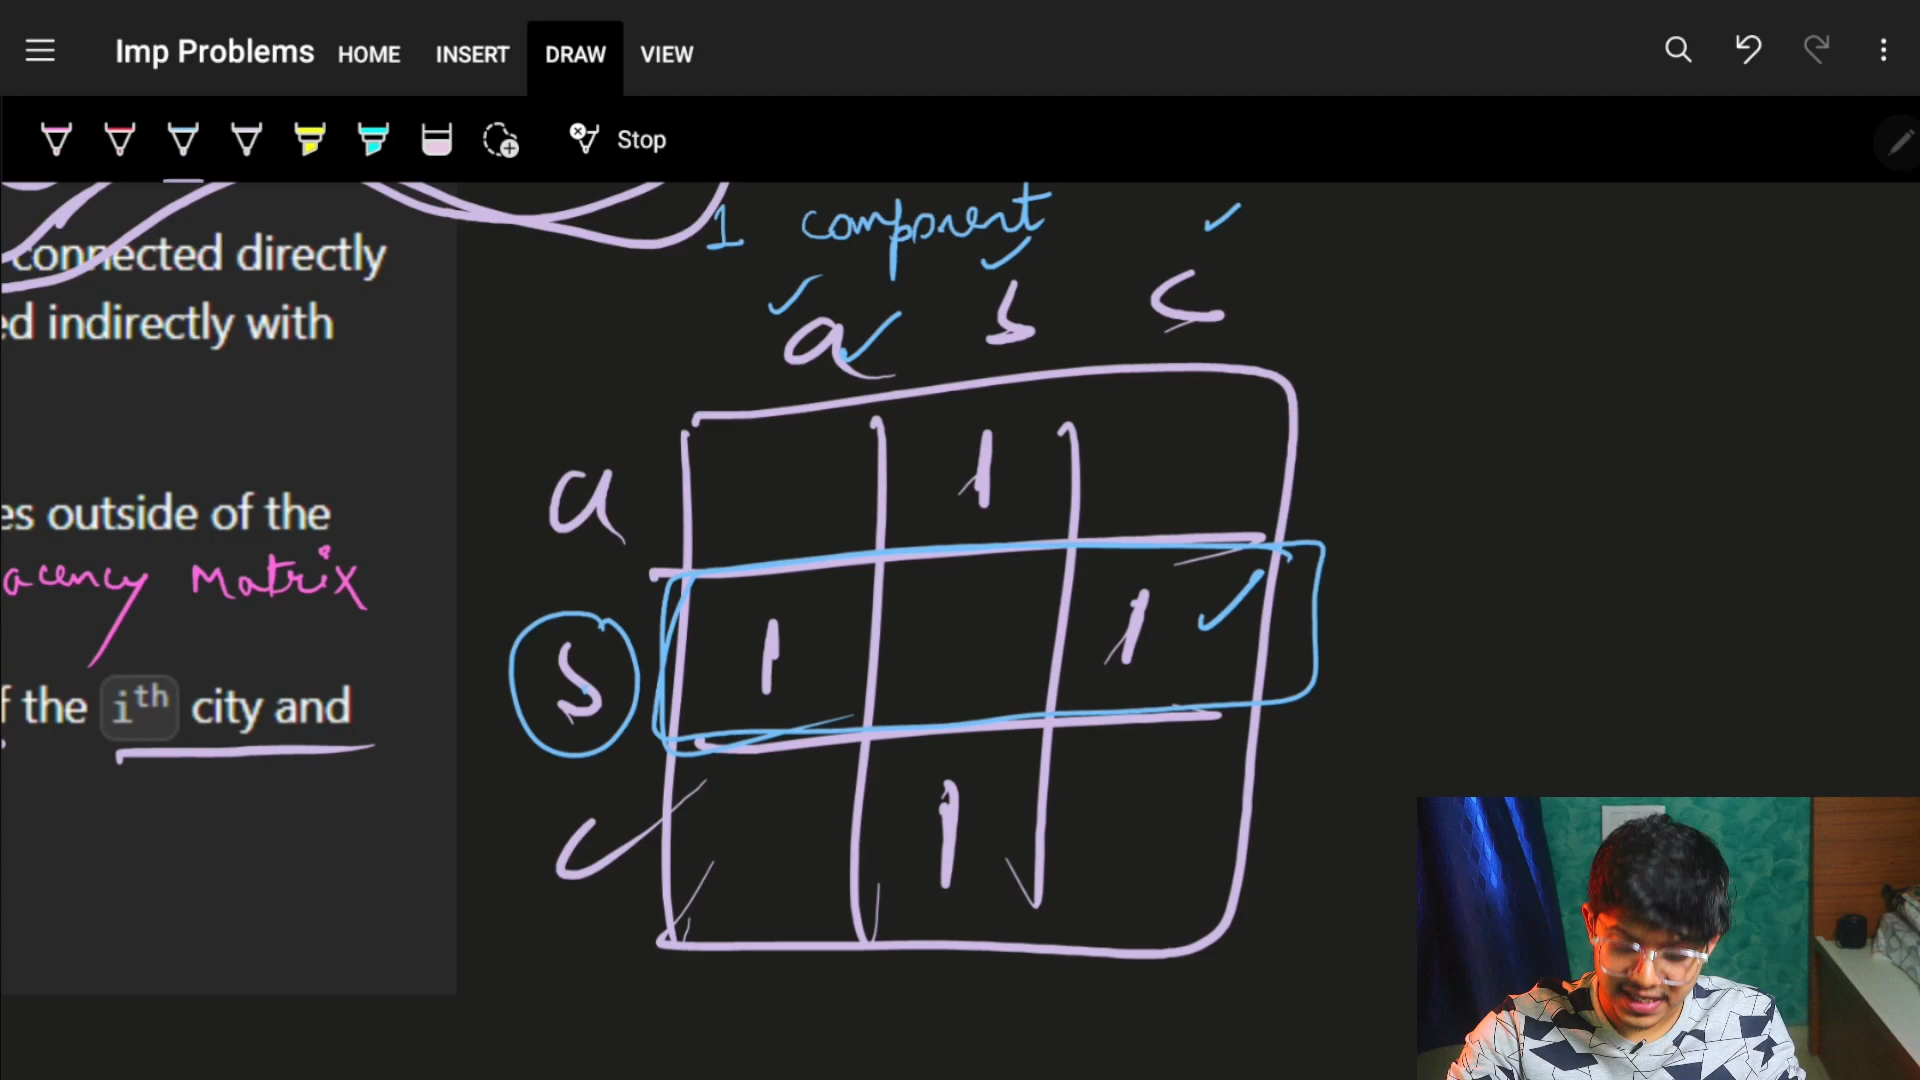 Imp Problems HOME INSERT DRAW VIEW
Stop
connected directly
ed indirectly with
es outside of the
acency Matrix
f the ith city and
1 component
a b c
a 1
b 1 1
c 1